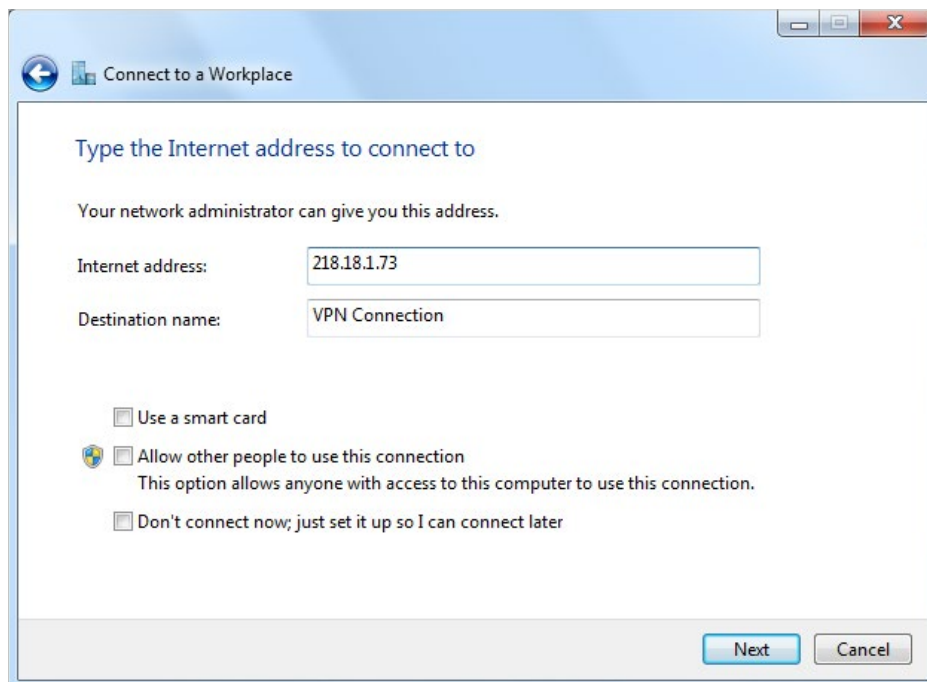 Connect to a Workplace
Type the Internet address to connect to
Your network administrator can give you this address.
Internet address: 218.18.1.73
Destination name: VPN Connection
Use a smart card
Allow other people to use this connection
This option allows anyone with access to this computer to use this connection.
Don't connect now; just set it up so I can connect later
Next Cancel